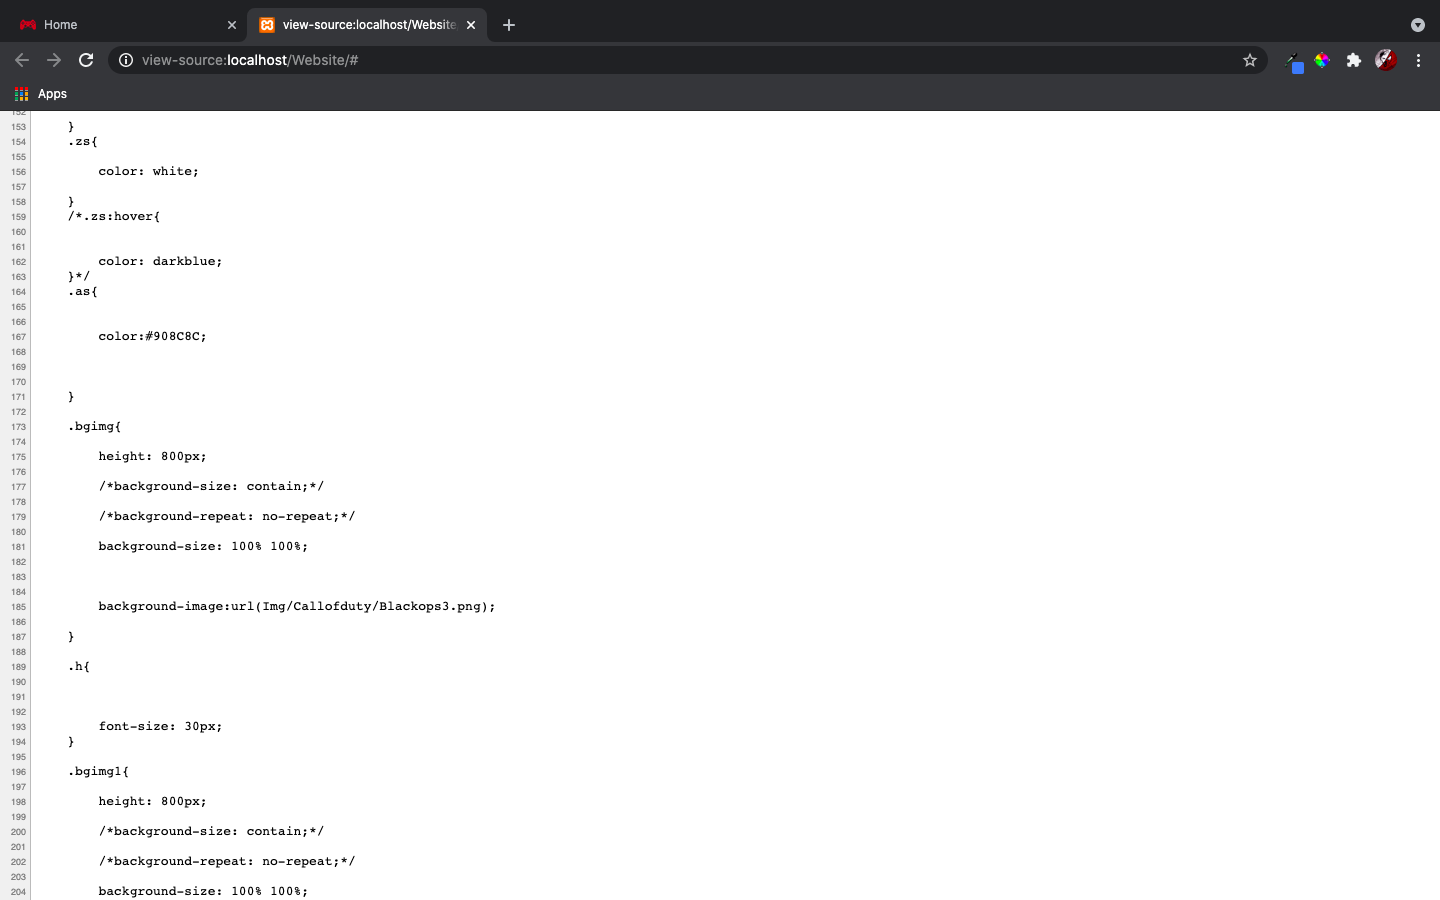 Home
view-source:localhost/Website
view-source:localhost/Website/#
Apps
152
153 }
154 .zs{
155
156 color: white;
157
158 }
159 /*.zs:hover{
160
161
162 color: darkblue;
163 }*/
164 .as{
165
166
167 color:#908C8C;
168
169
170
171 }
172
173 .bgimg{
174
175 height: 800px;
176
177 /*background-size: contain;*/
178
179 /*background-repeat: no-repeat;*/
180
181 background-size: 100% 100%;
182
183
184
185 background-image:url(Img/Callofduty/Blackops3.png);
186
187 }
188
189 .h{
190
191
192
193 font-size: 30px;
194 }
195
196 .bgimg1{
197
198 height: 800px;
199
200 /*background-size: contain;*/
201
202 /*background-repeat: no-repeat;*/
203
204 background-size: 100% 100%;